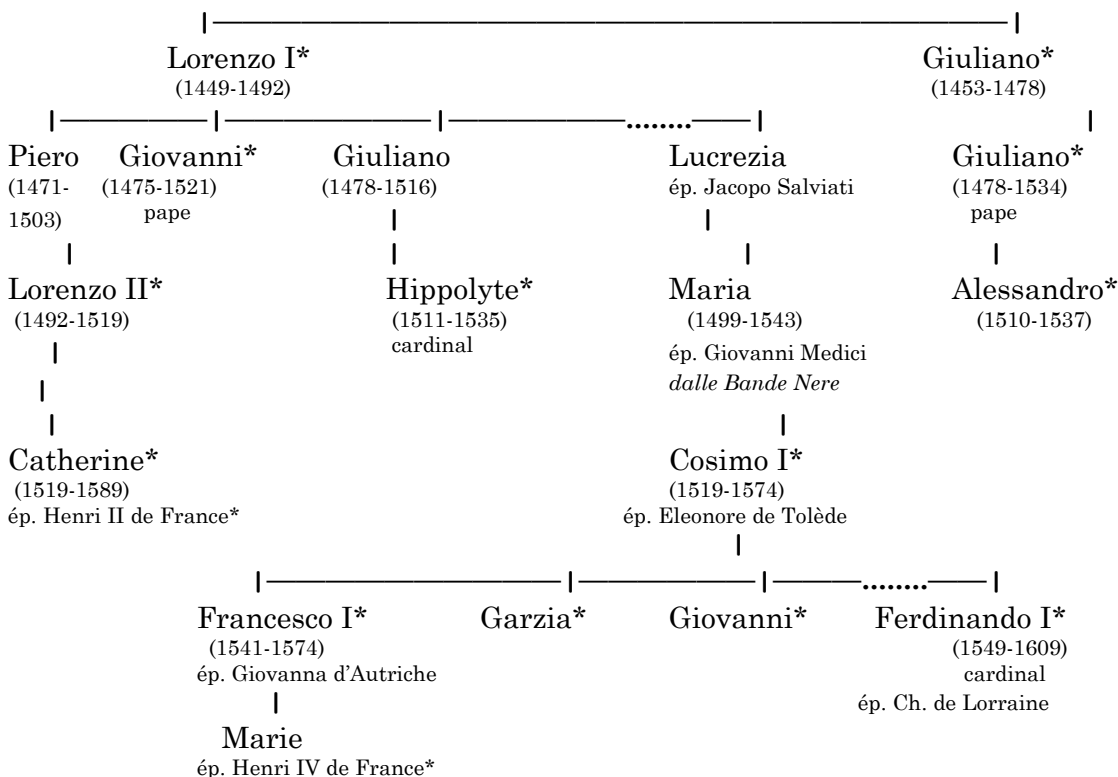 Lorenzo I* Giuliano*
(1449-1492) (1453-1478)
Piero Giovanni* Giuliano Lucrezia Giuliano*
(1471- (1475-1521) (1478-1516) ép. Jacopo Salviati (1478-1534)
1503) pape pape
Lorenzo II* Hippolyte* Maria Alessandro*
(1492-1519) (1511-1535) (1499-1543) (1510-1537)
cardinal
ép. Giovanni Medici
dalle Bande Nere
Catherine* Cosimo I*
(1519-1589) (1519-1574)
ép. Henri II de France* ép. Eleonore de Tolède
Francesco I* Garzia* Giovanni* Ferdinando I*
(1541-1574) (1549-1609)
ép. Giovanna d'Autriche cardinal
ép. Ch. de Lorraine
Marie
ép. Henri IV de France*